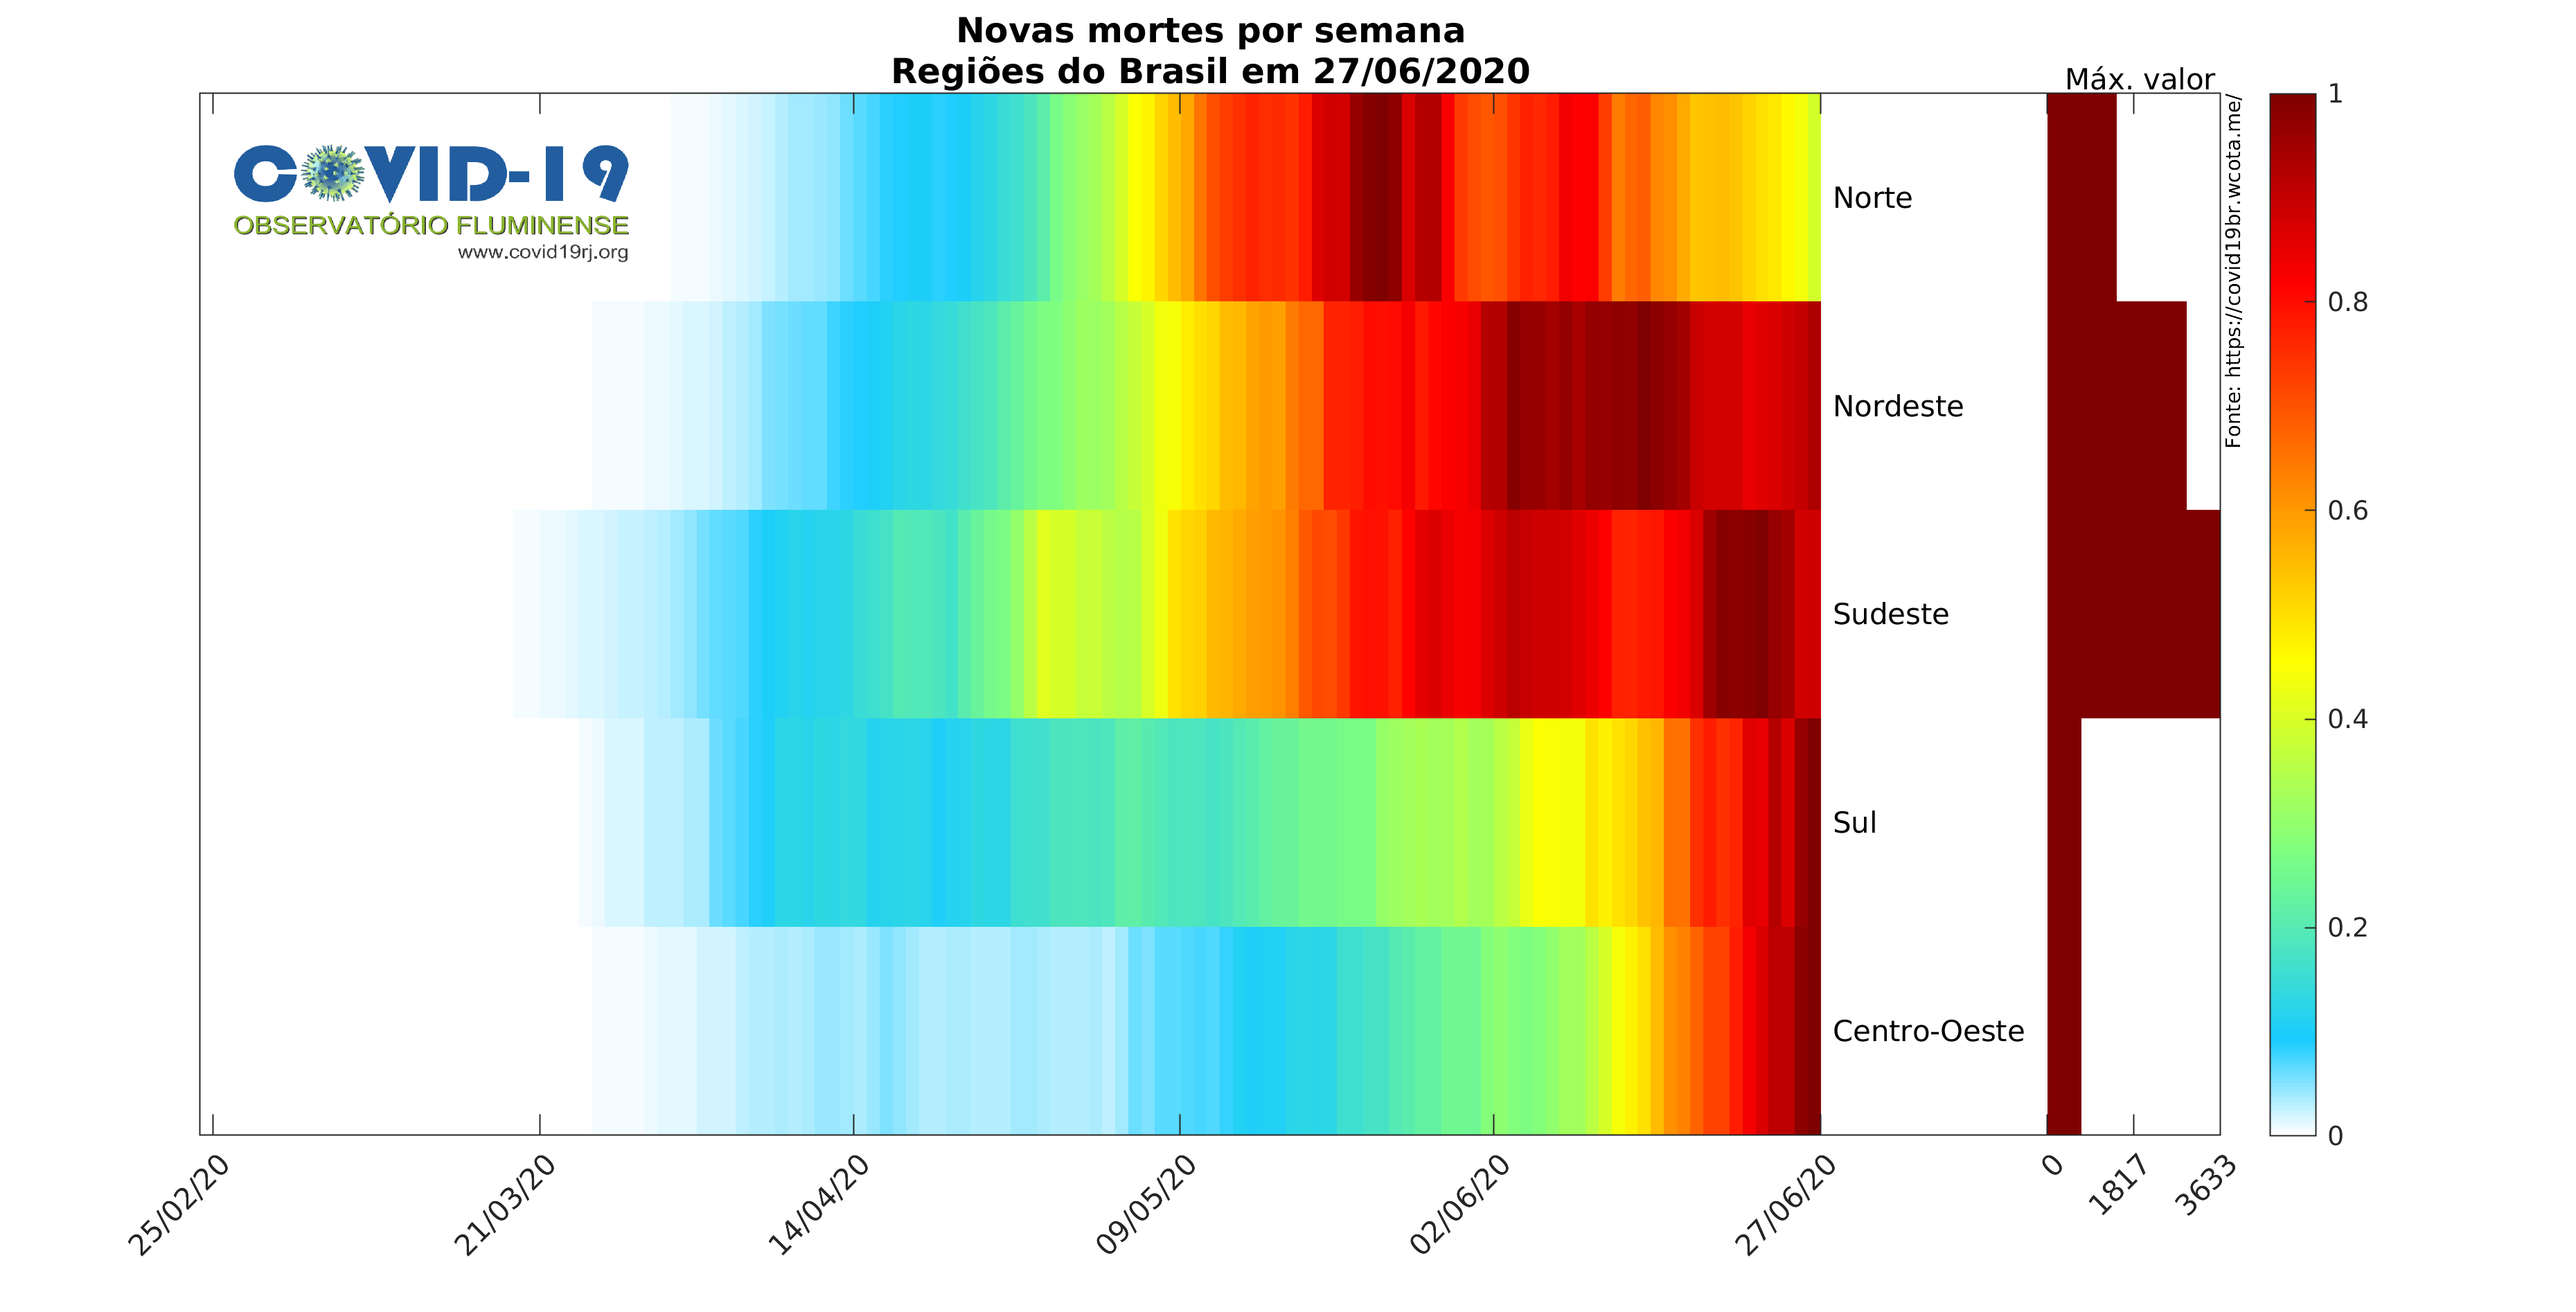 Novas mortes por semana
Regiões do Brasil em 27/06/2020
Máx. valor
COVID-19
OBSERVATÓRIO FLUMINENSE
www.covid19rj.org
Norte
Nordeste
Sudeste
Sul
Centro-Oeste
Fonte: https://covid19br.wcota.me/
1
0.8
0.6
0.4
0.2
0
25/02/20
21/03/20
14/04/20
09/05/20
02/06/20
27/06/20
0
1817
3633